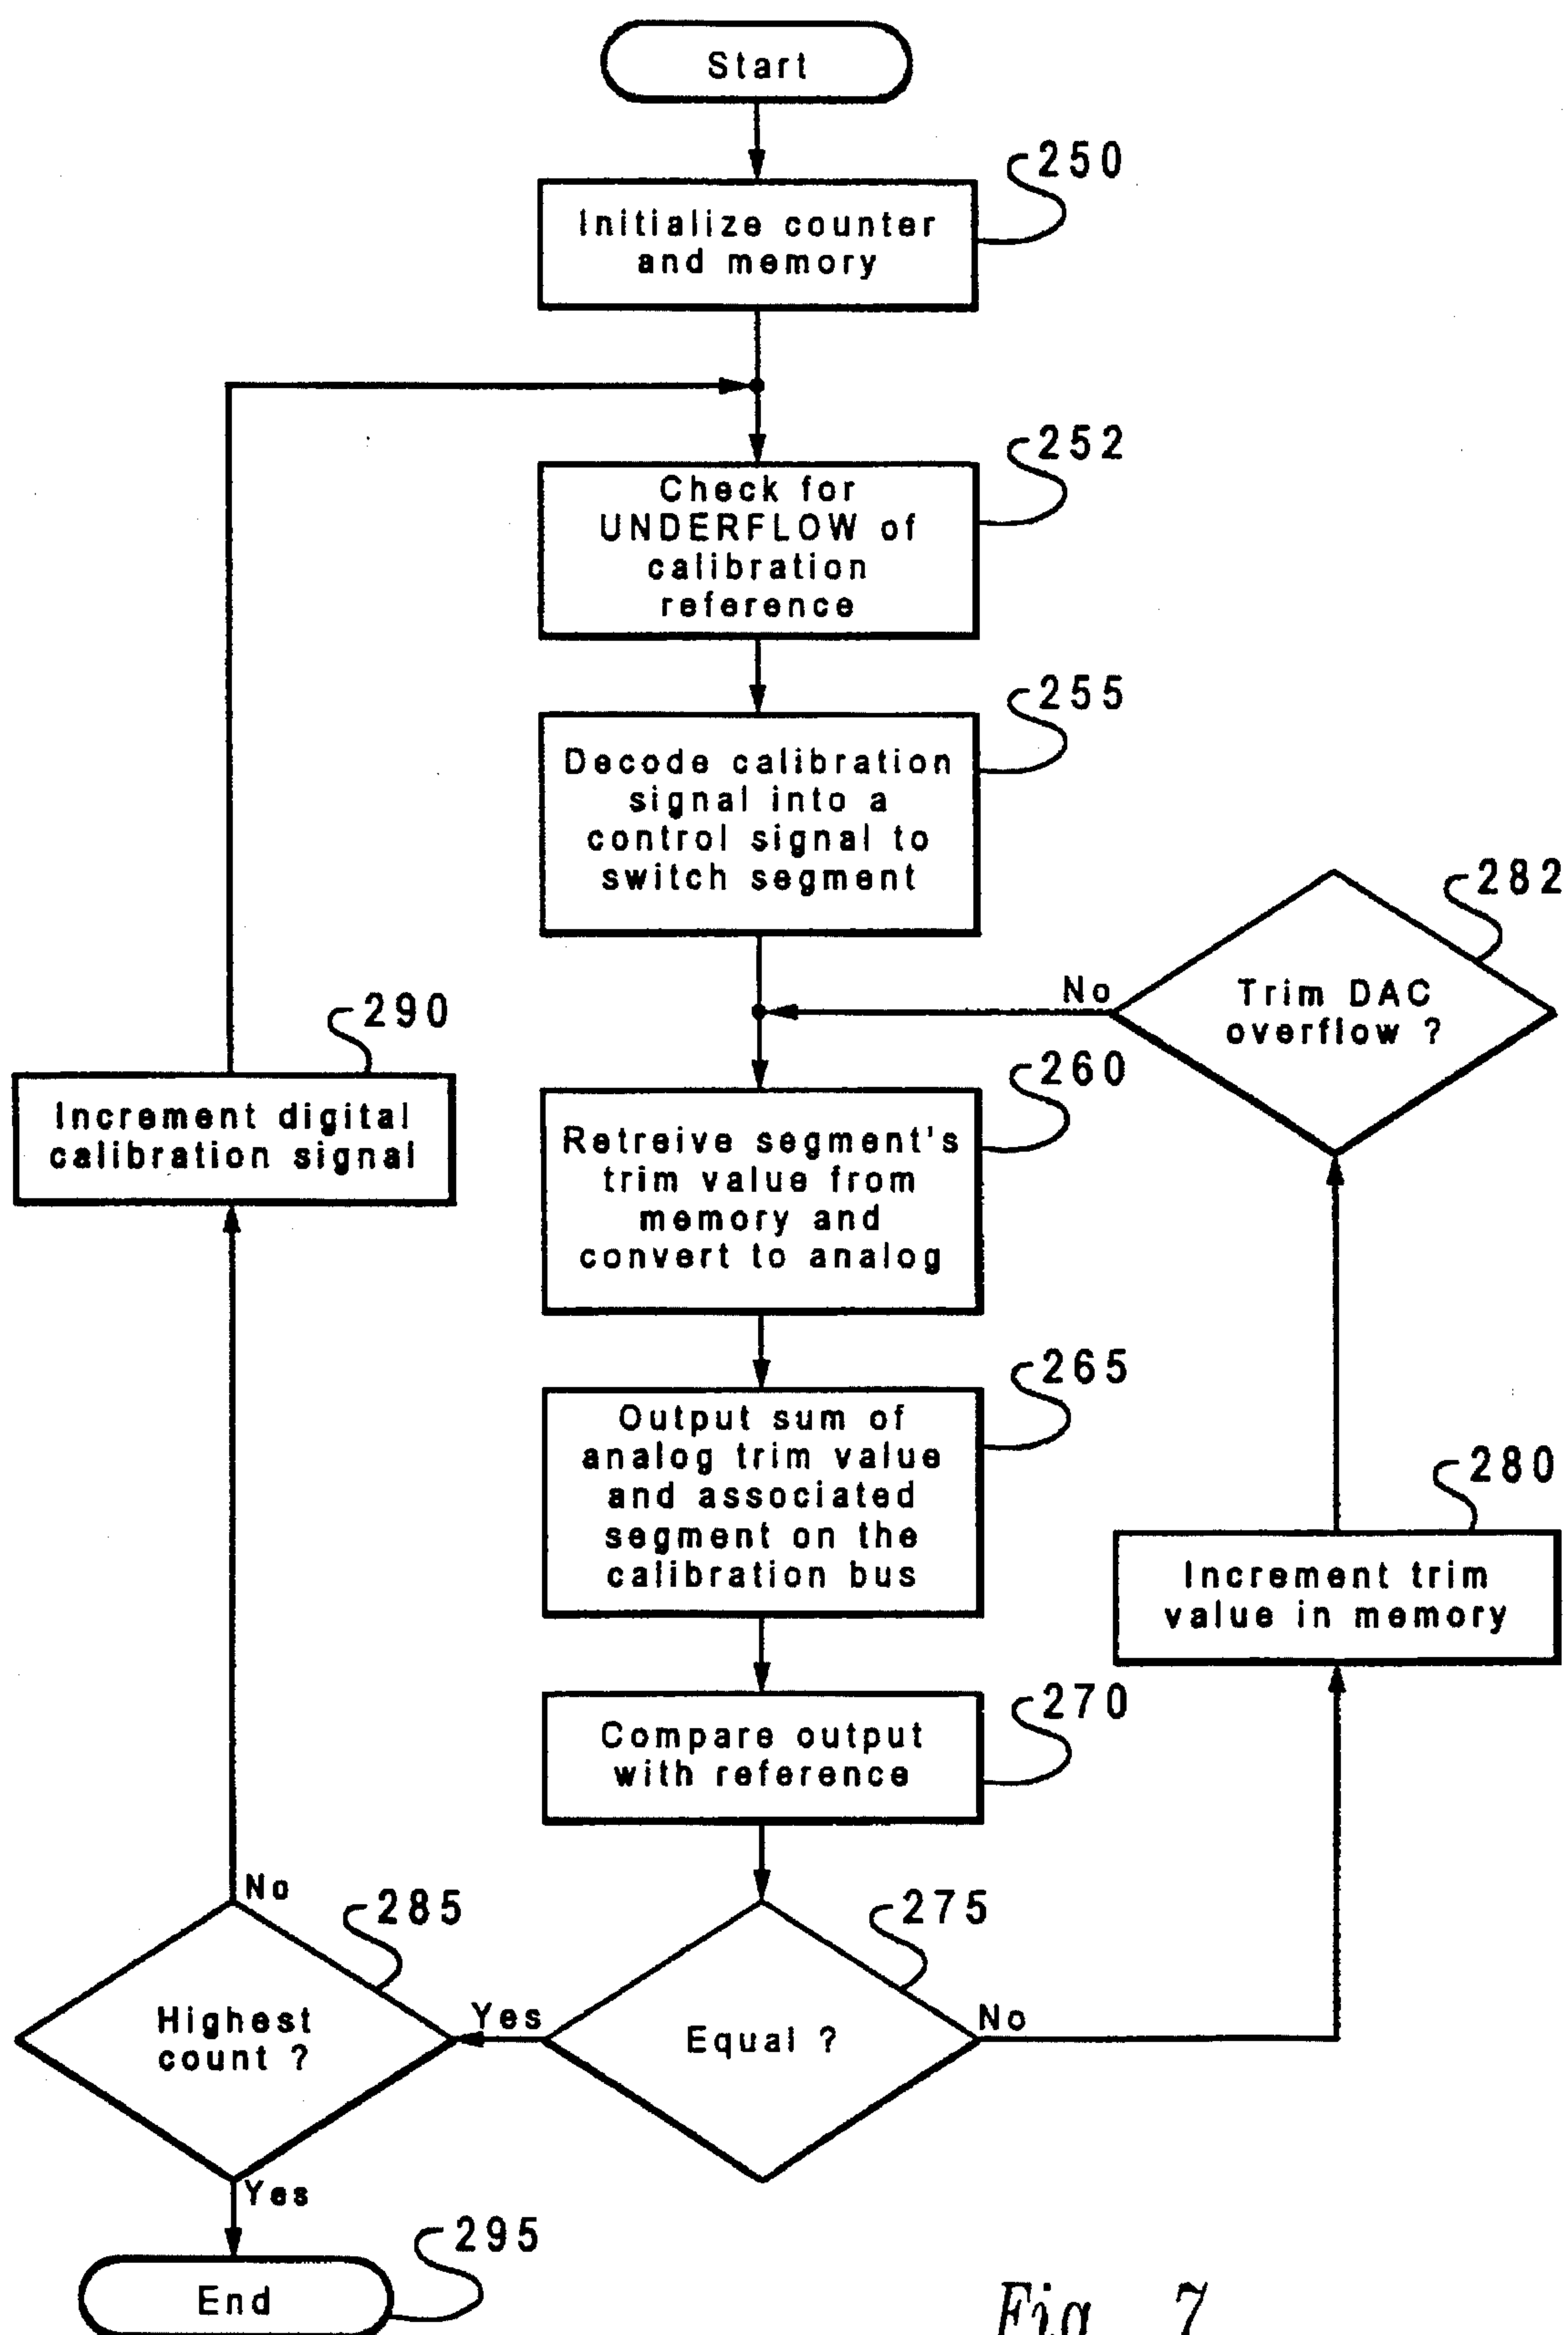 Start
250
Initialize counter
and memory
252
Check for
UNDERFLOW of
calibration
reference
255
Decode calibration
signal into a
control signal to
switch segment
282
Trim DAC
overflow ?
No
290
Increment digital
calibration signal
260
Retreive segment's
trim value from
memory and
convert to analog
265
Output sum of
analog trim value
and associated
segment on the
calibration bus
280
Increment trim
value in memory
270
Compare output
with reference
No
285
Highest
count ?
Yes
275
Equal ?
No
Yes
295
End
Fig 7